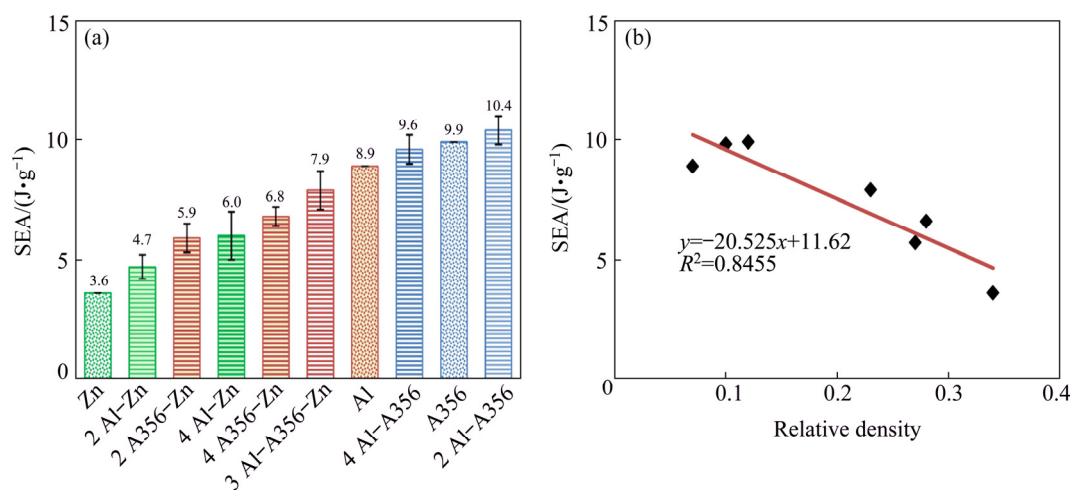 (a)
15
10
5
0
SEA/(J•g⁻¹)
3.6
4.7
5.9
6.0
6.8
7.9
8.9
9.6
9.9
10.4
Zn
2 Al−Zn
2 A356−Zn
4 Al−Zn
4 A356−Zn
3 Al−A356−Zn
Al
4 Al−A356
A356
2 Al−A356
(b)
15
10
5
0
SEA/(J•g⁻¹)
y=−20.525x+11.62
R²=0.8455
0
0.1
0.2
0.3
0.4
Relative density